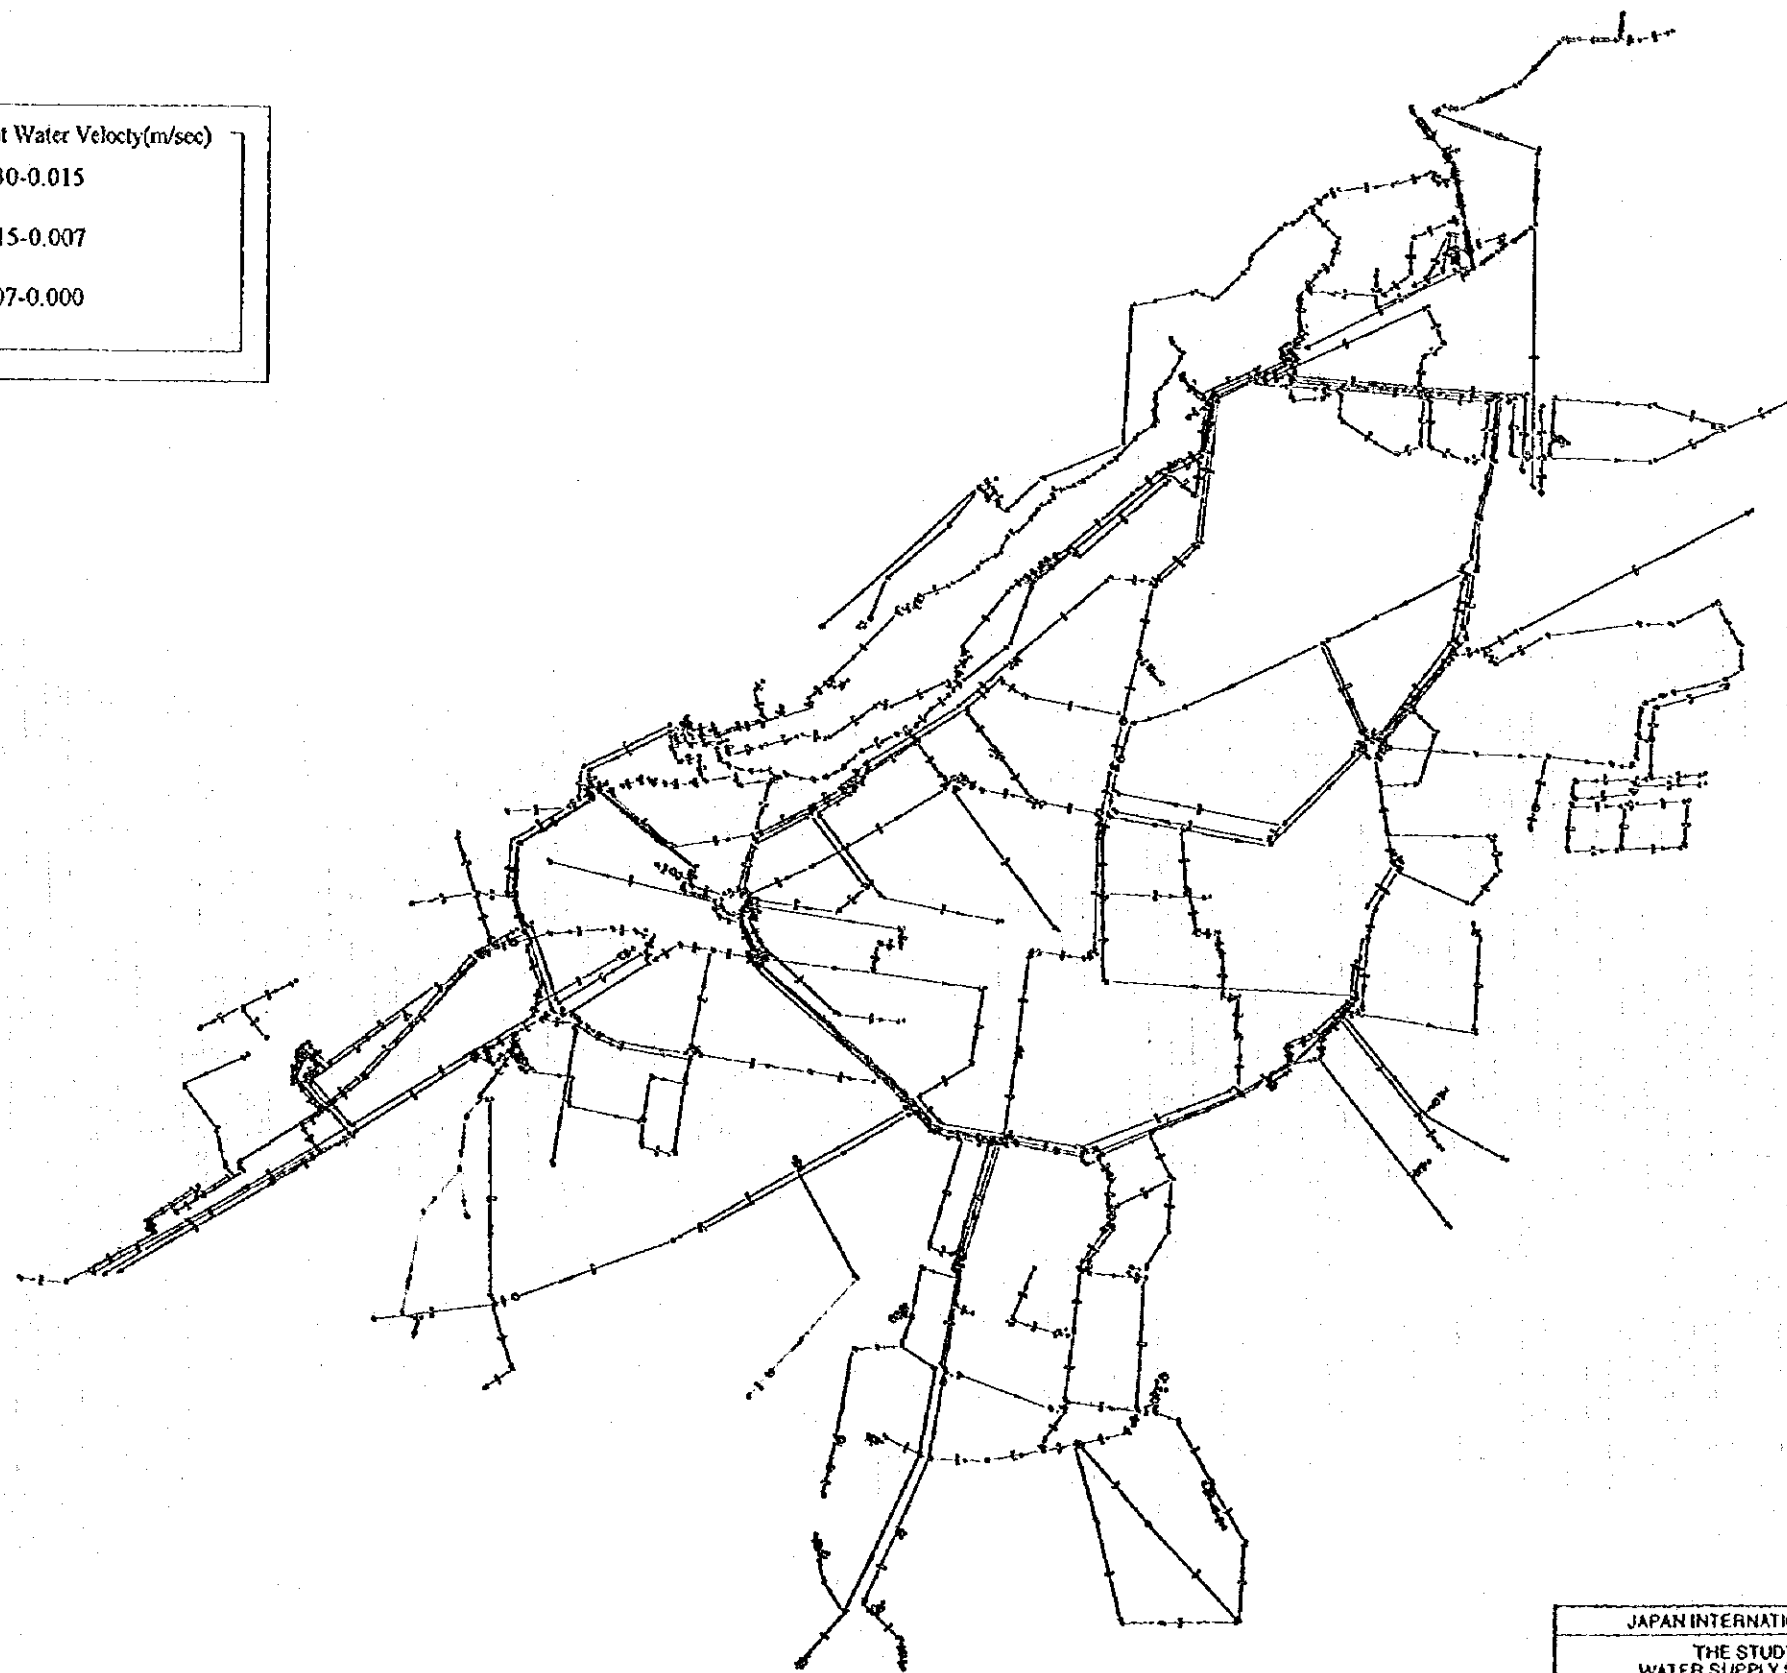 t Water Velocty(m/sec)
30-0.015
15-0.007
07-0.000
JAPAN INTERNATI
THE STUD
WATER SUPPLY